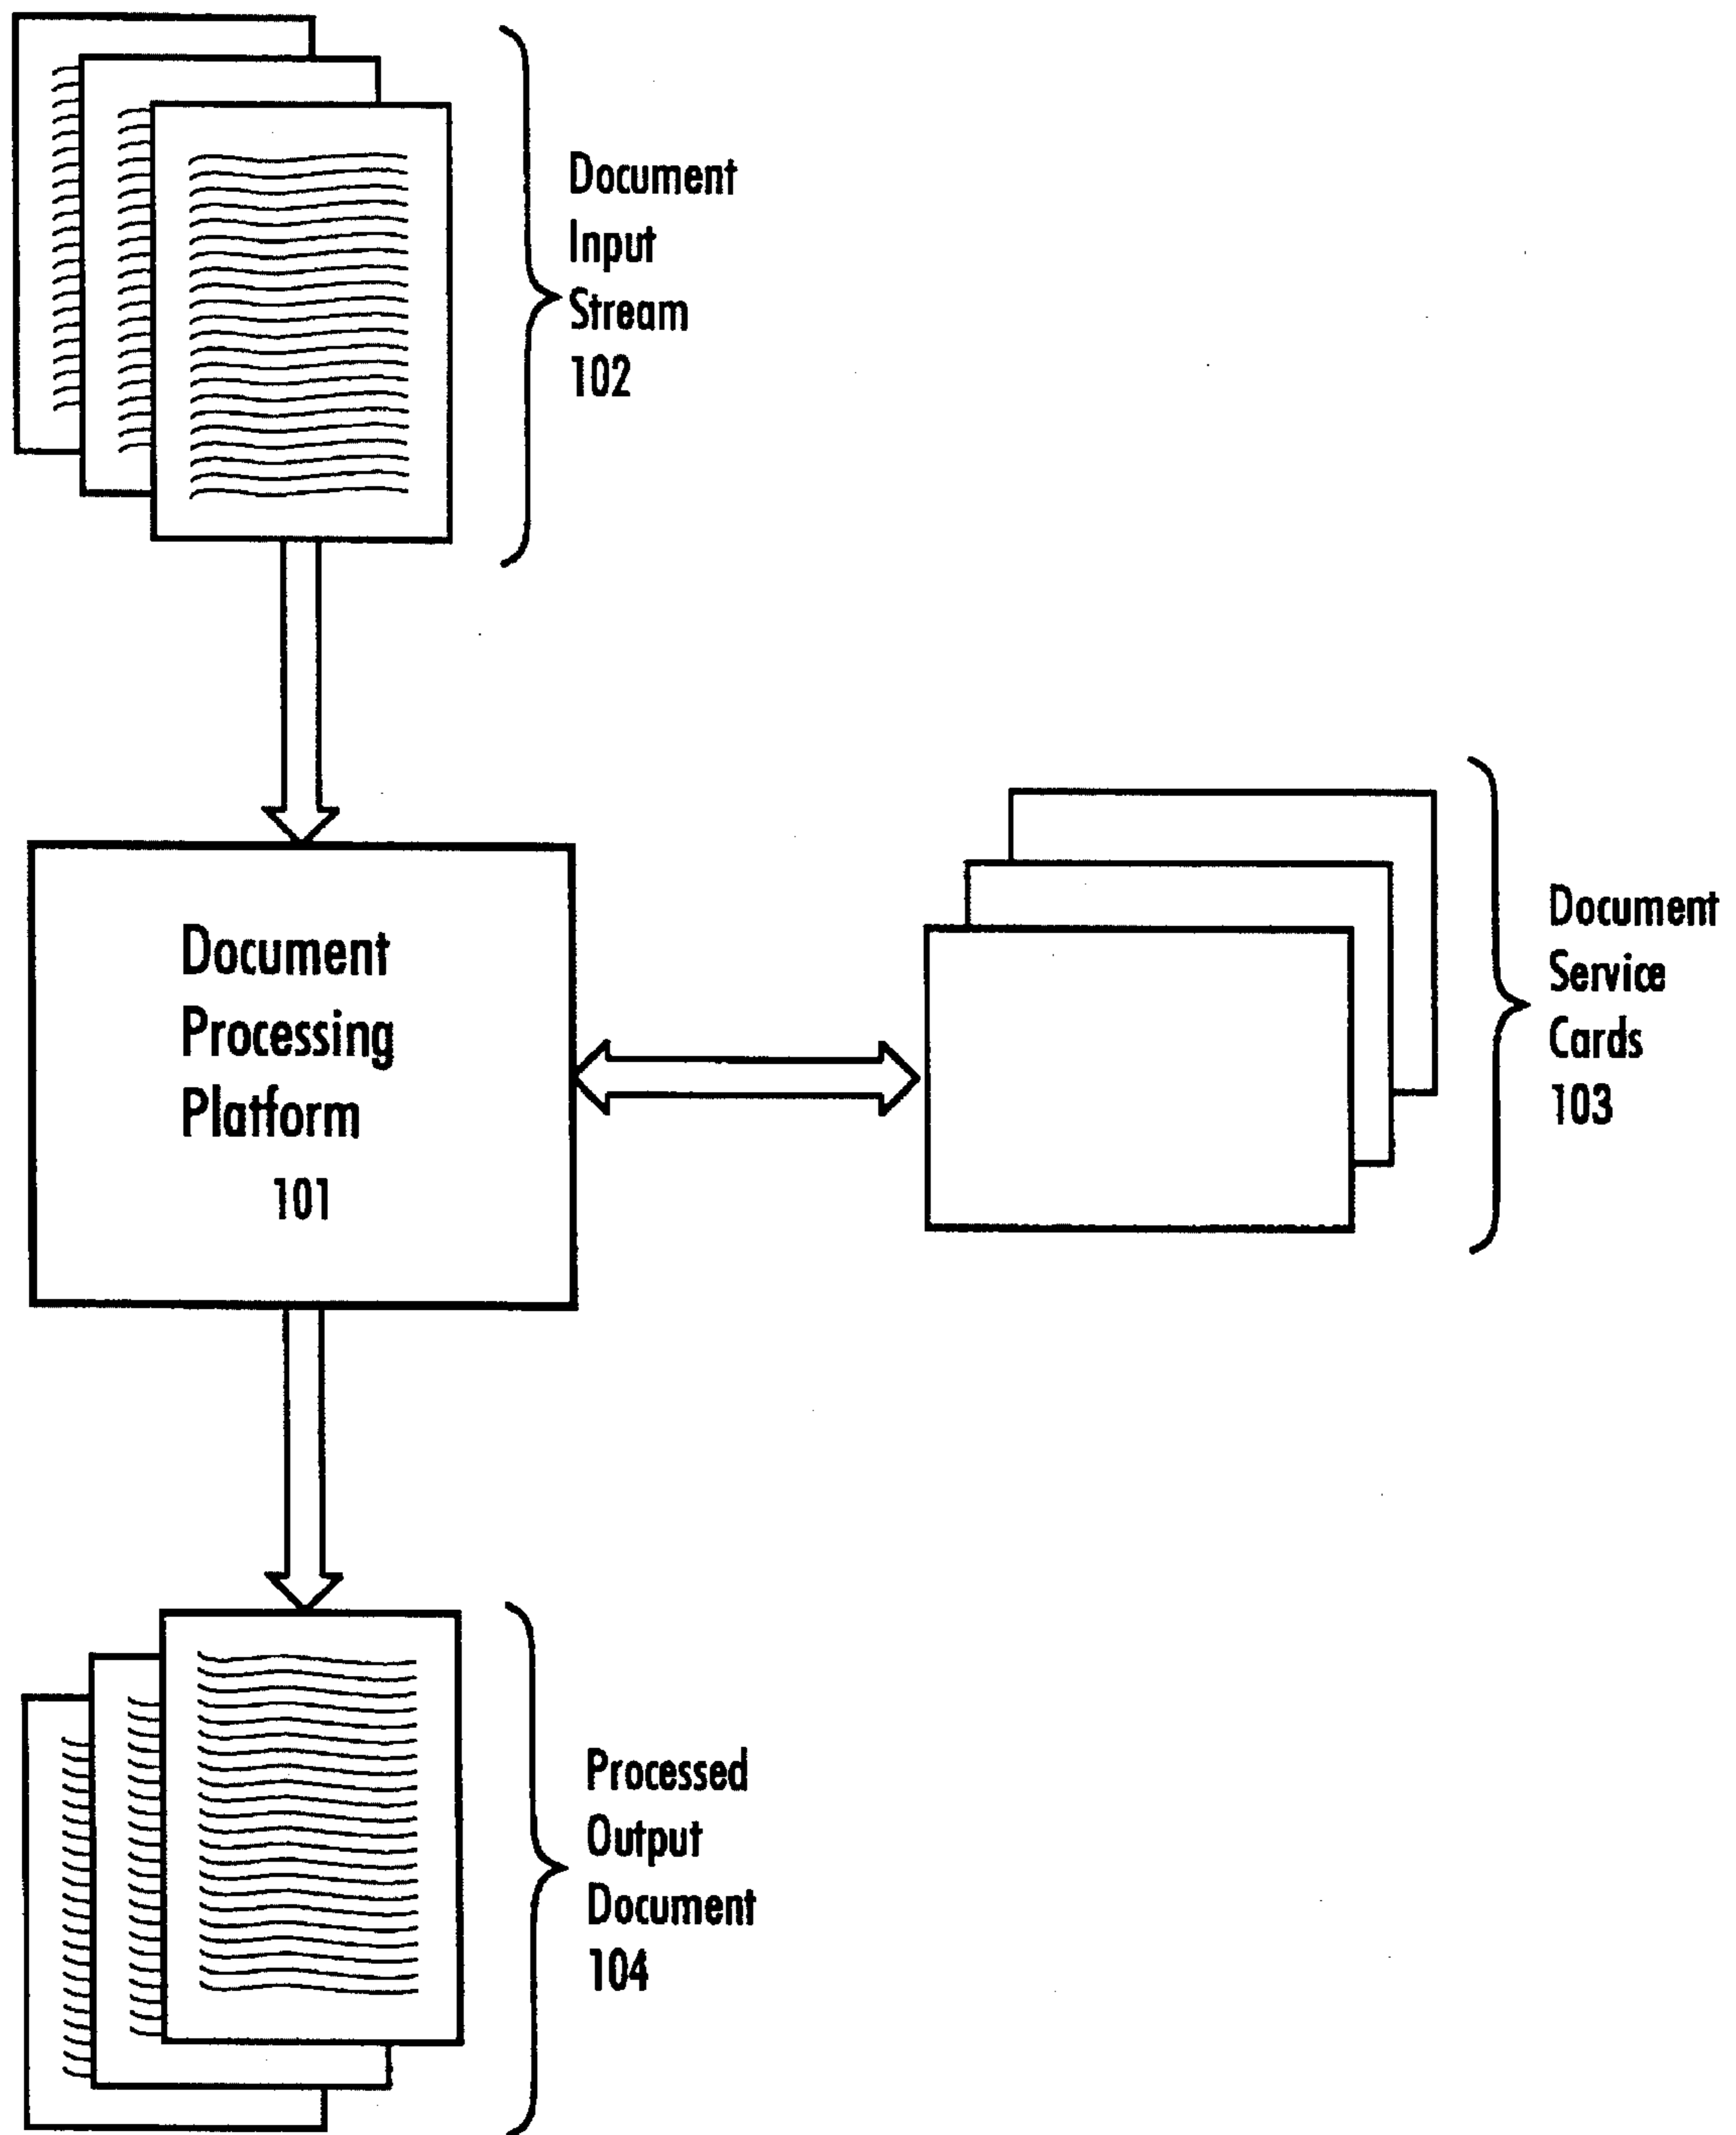 Document
Input
Stream
102
Document
Processing
Platform
101
Document
Service
Cards
103
Processed
Output
Document
104